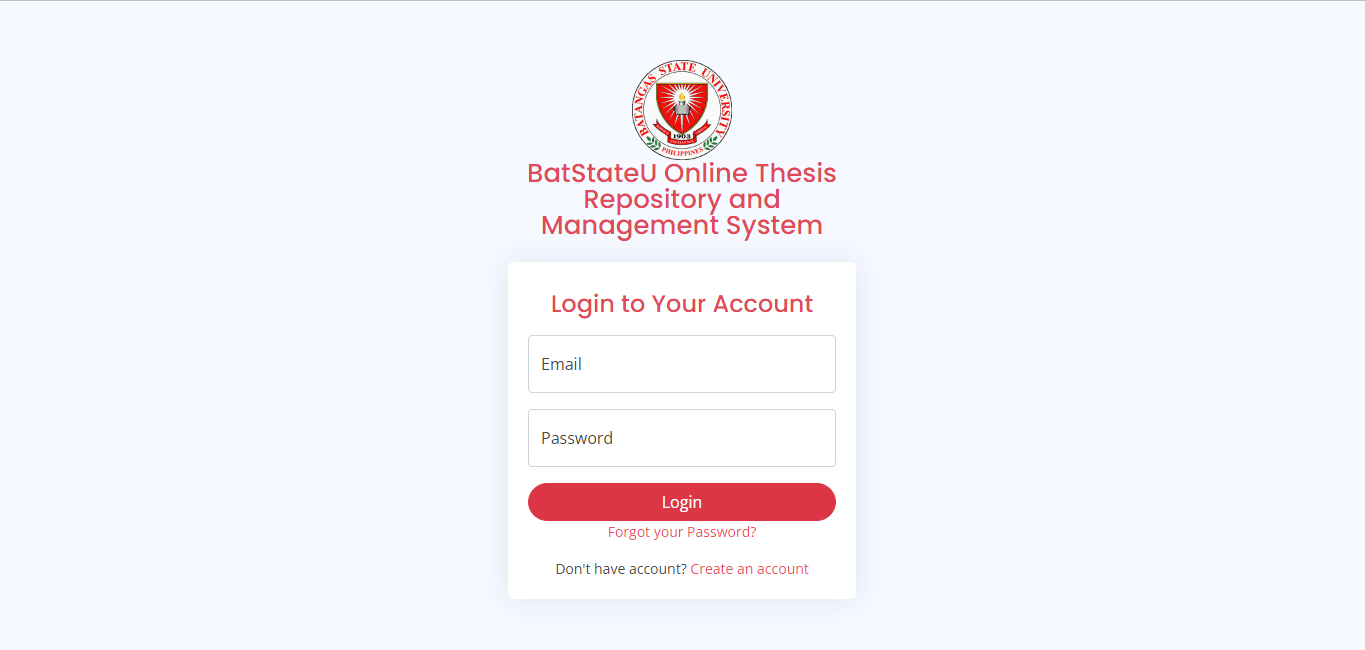 BATANGAS STATE UNIVERSITY
1903
PHILIPPINES
BatStateU Online Thesis
Repository and
Management System
Login to Your Account
Email
Password
Login
Forgot your Password?
Don't have account? Create an account